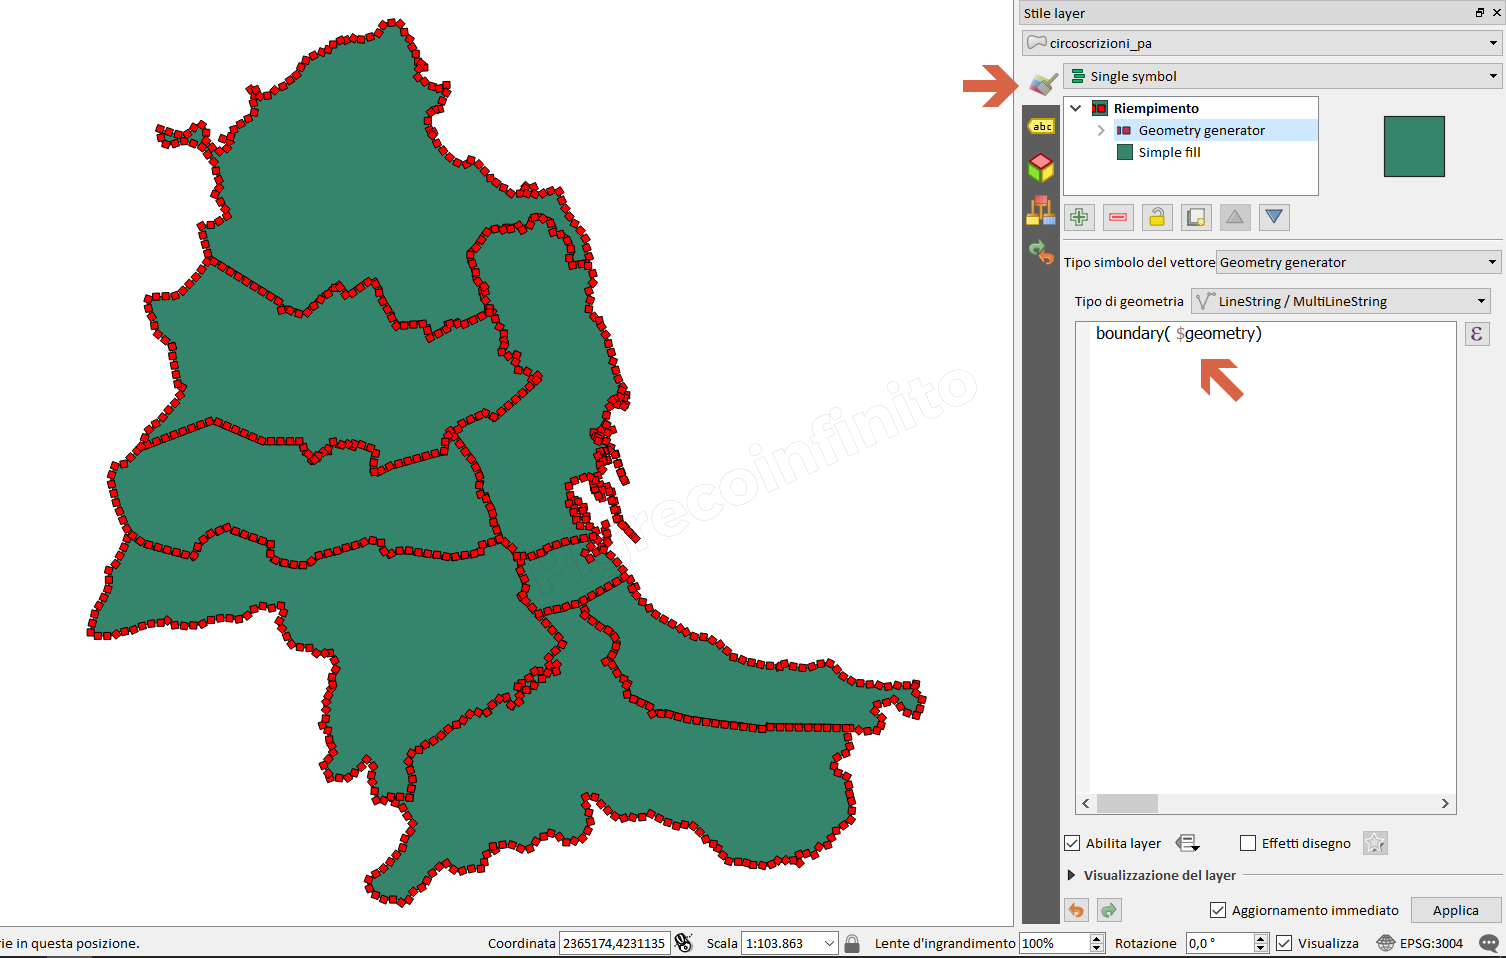 Stile layer
circoscrizioni_pa
Single symbol
abc
Riempimento
Geometry generator
Simple fill
Tipo simbolo del vettore Geometry generator
Tipo di geometria LineString / MultiLineString
boundary( $geometry)
ε
Pigrecoinfinito
Abilita layer
Effetti disegno
Visualizzazione del layer
Aggiornamento immediato
Applica
rie in questa posizione.
Coordinata 2365174,4231135
Scala 1:103.863
Lente d'ingrandimento 100%
Rotazione 0,0 °
Visualizza
EPSG:3004